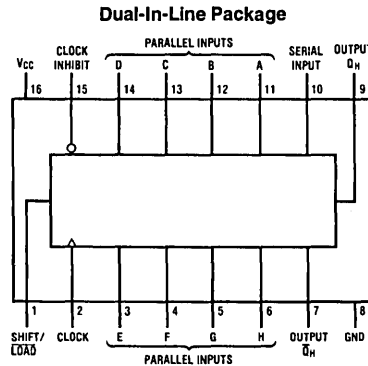 Dual-In-Line Package
PARALLEL INPUTS
VCC CLOCK INHIBIT D C B A SERIAL INPUT OUTPUT QH
16 15 14 13 12 11 10 9
1 2 3 4 5 6 7 8
SHIFT/LOAD CLOCK E F G H OUTPUT Q̅H GND
PARALLEL INPUTS